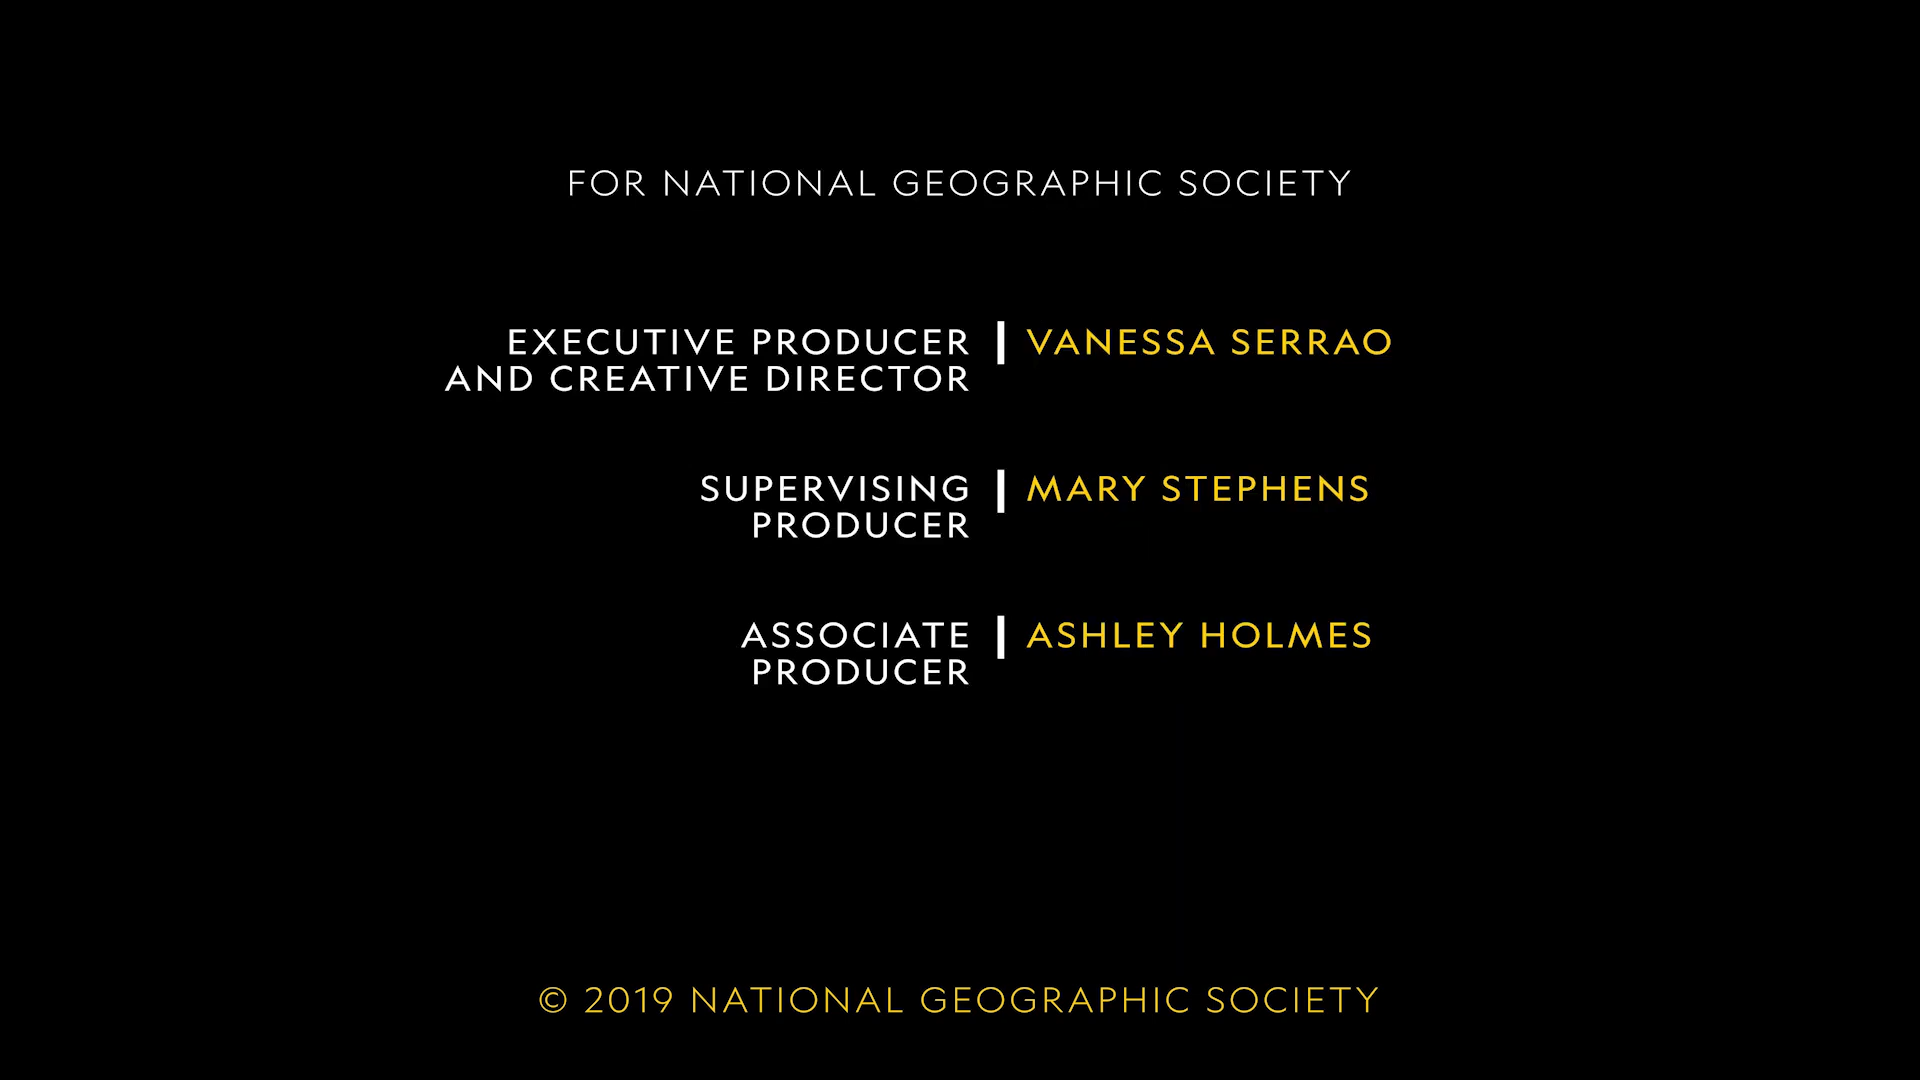 FOR NATIONAL GEOGRAPHIC SOCIETY
EXECUTIVE PRODUCER | VANESSA SERRAO
AND CREATIVE DIRECTOR
SUPERVISING | MARY STEPHENS
PRODUCER
ASSOCIATE | ASHLEY HOLMES
PRODUCER
© 2019 NATIONAL GEOGRAPHIC SOCIETY